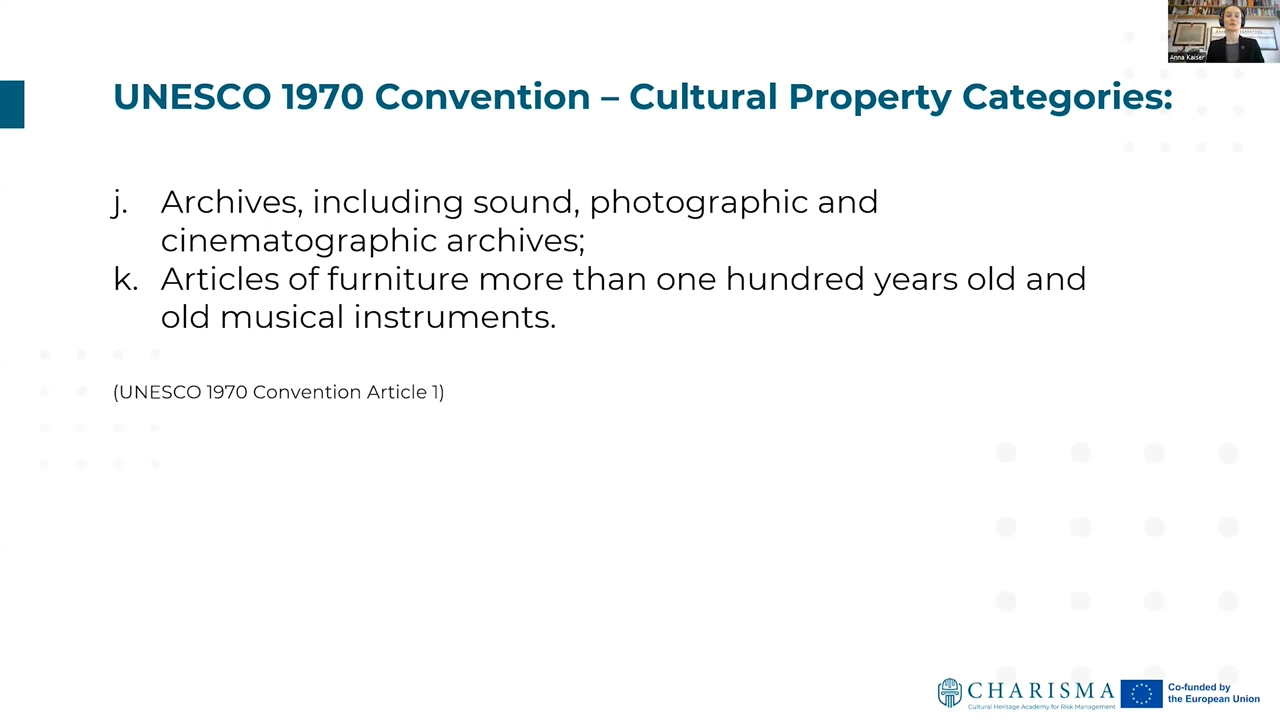 Anna Kaiser
UNESCO 1970 Convention – Cultural Property Categories:
j. Archives, including sound, photographic and
cinematographic archives;
k. Articles of furniture more than one hundred years old and
old musical instruments.
(UNESCO 1970 Convention Article 1)
CHARISMA
Cultural Heritage Academy for Risk Management
Co-funded by
the European Union